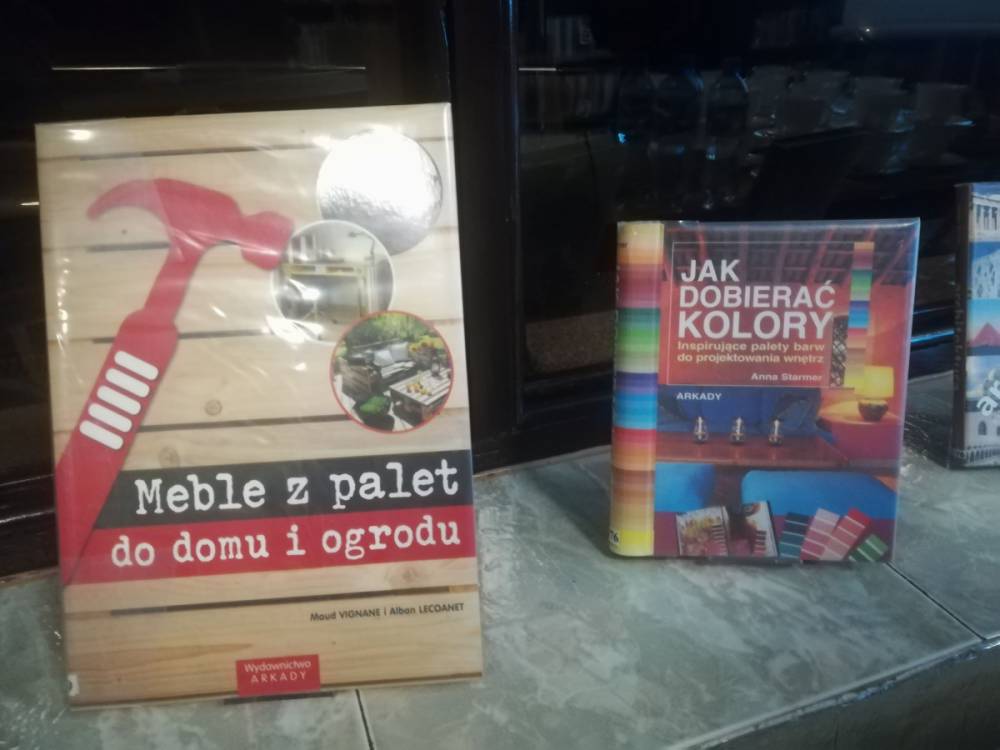 Meble z palet
do domu i ogrodu
Maud VIGNANE i Alban LECOANET
Wydawnictwo
ARKADY
JAK
DOBIERAĆ
KOLORY
Inspirujące palety barw
do projektowania wnętrz
Anna Starmer
ARKADY